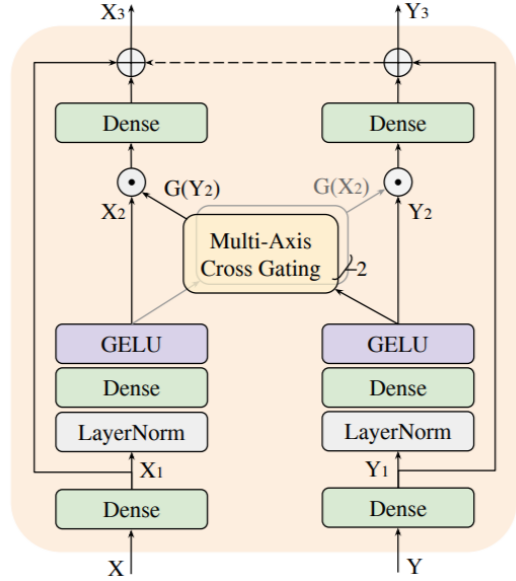 X₃ Y₃
Dense Dense
G(Y₂) G(X₂)
X₂ Y₂
Multi-Axis
Cross Gating 2
GELU GELU
Dense Dense
LayerNorm LayerNorm
X₁ Y₁
Dense Dense
X Y